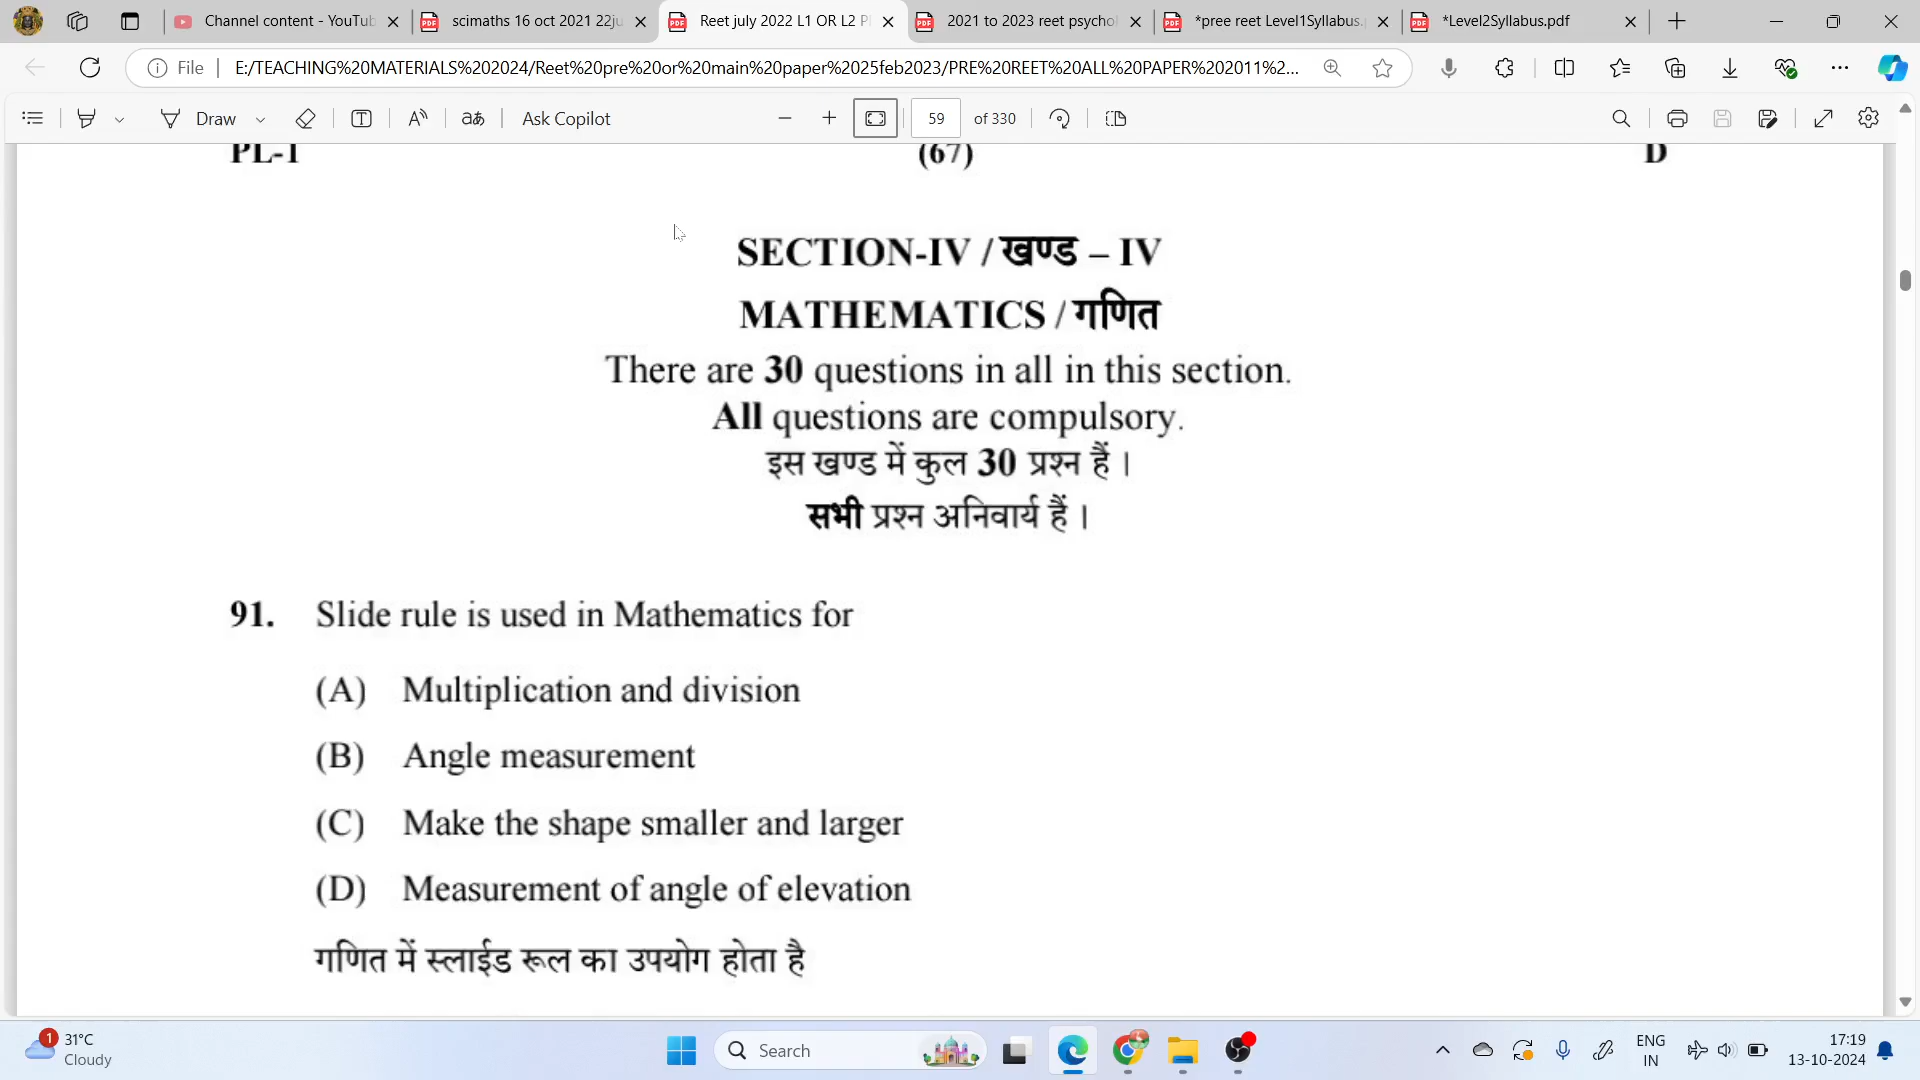 Channel content - YouTub
scimaths 16 oct 2021 22ju
Reet july 2022 L1 OR L2 P
2021 to 2023 reet psychol
*pree reet Level1Syllabus.
*Level2Syllabus.pdf
File
E:/TEACHING%20MATERIALS%202024/Reet%20pre%20or%20main%20paper%2025feb2023/PRE%20REET%20ALL%20PAPER%202011%2...
Draw
Ask Copilot
59 of 330
PL-1 (67) D
SECTION-IV / खण्ड – IV
MATHEMATICS / गणित
There are 30 questions in all in this section.
All questions are compulsory.
इस खण्ड में कुल 30 प्रश्न हैं ।
सभी प्रश्न अनिवार्य हैं ।
91. Slide rule is used in Mathematics for
(A) Multiplication and division
(B) Angle measurement
(C) Make the shape smaller and larger
(D) Measurement of angle of elevation
गणित में स्लाईड रूल का उपयोग होता है
1
31°C
Cloudy
Search
ENG
IN
17:19
13-10-2024